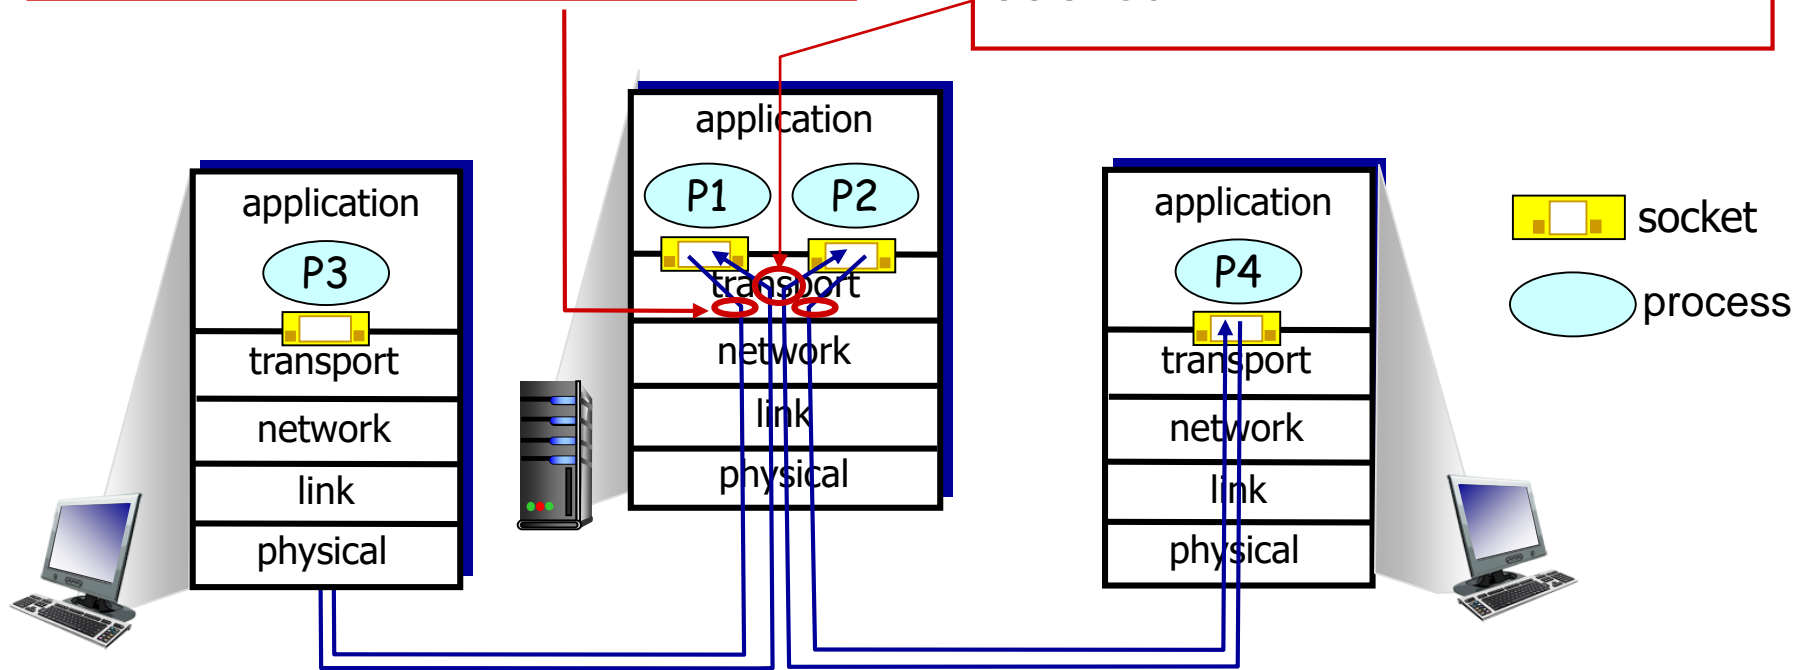 application
P1 P2
transport
network
link
physical
application
P3
transport
network
link
physical
application
P4
transport
network
link
physical
socket
process